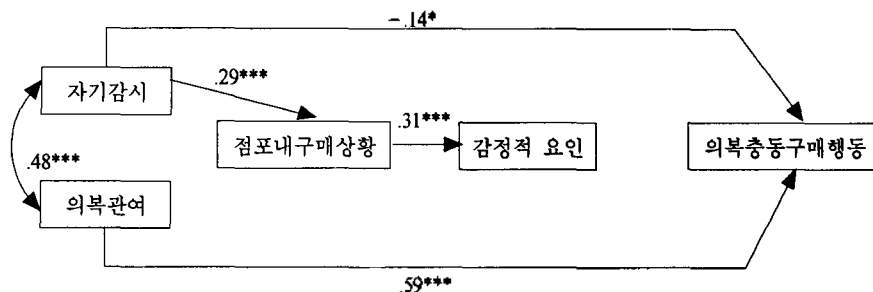 - .14*
자기감시
.29***
점포내구매상황
.31***
감정적 요인
의복충동구매행동
.48***
의복관여
.59***